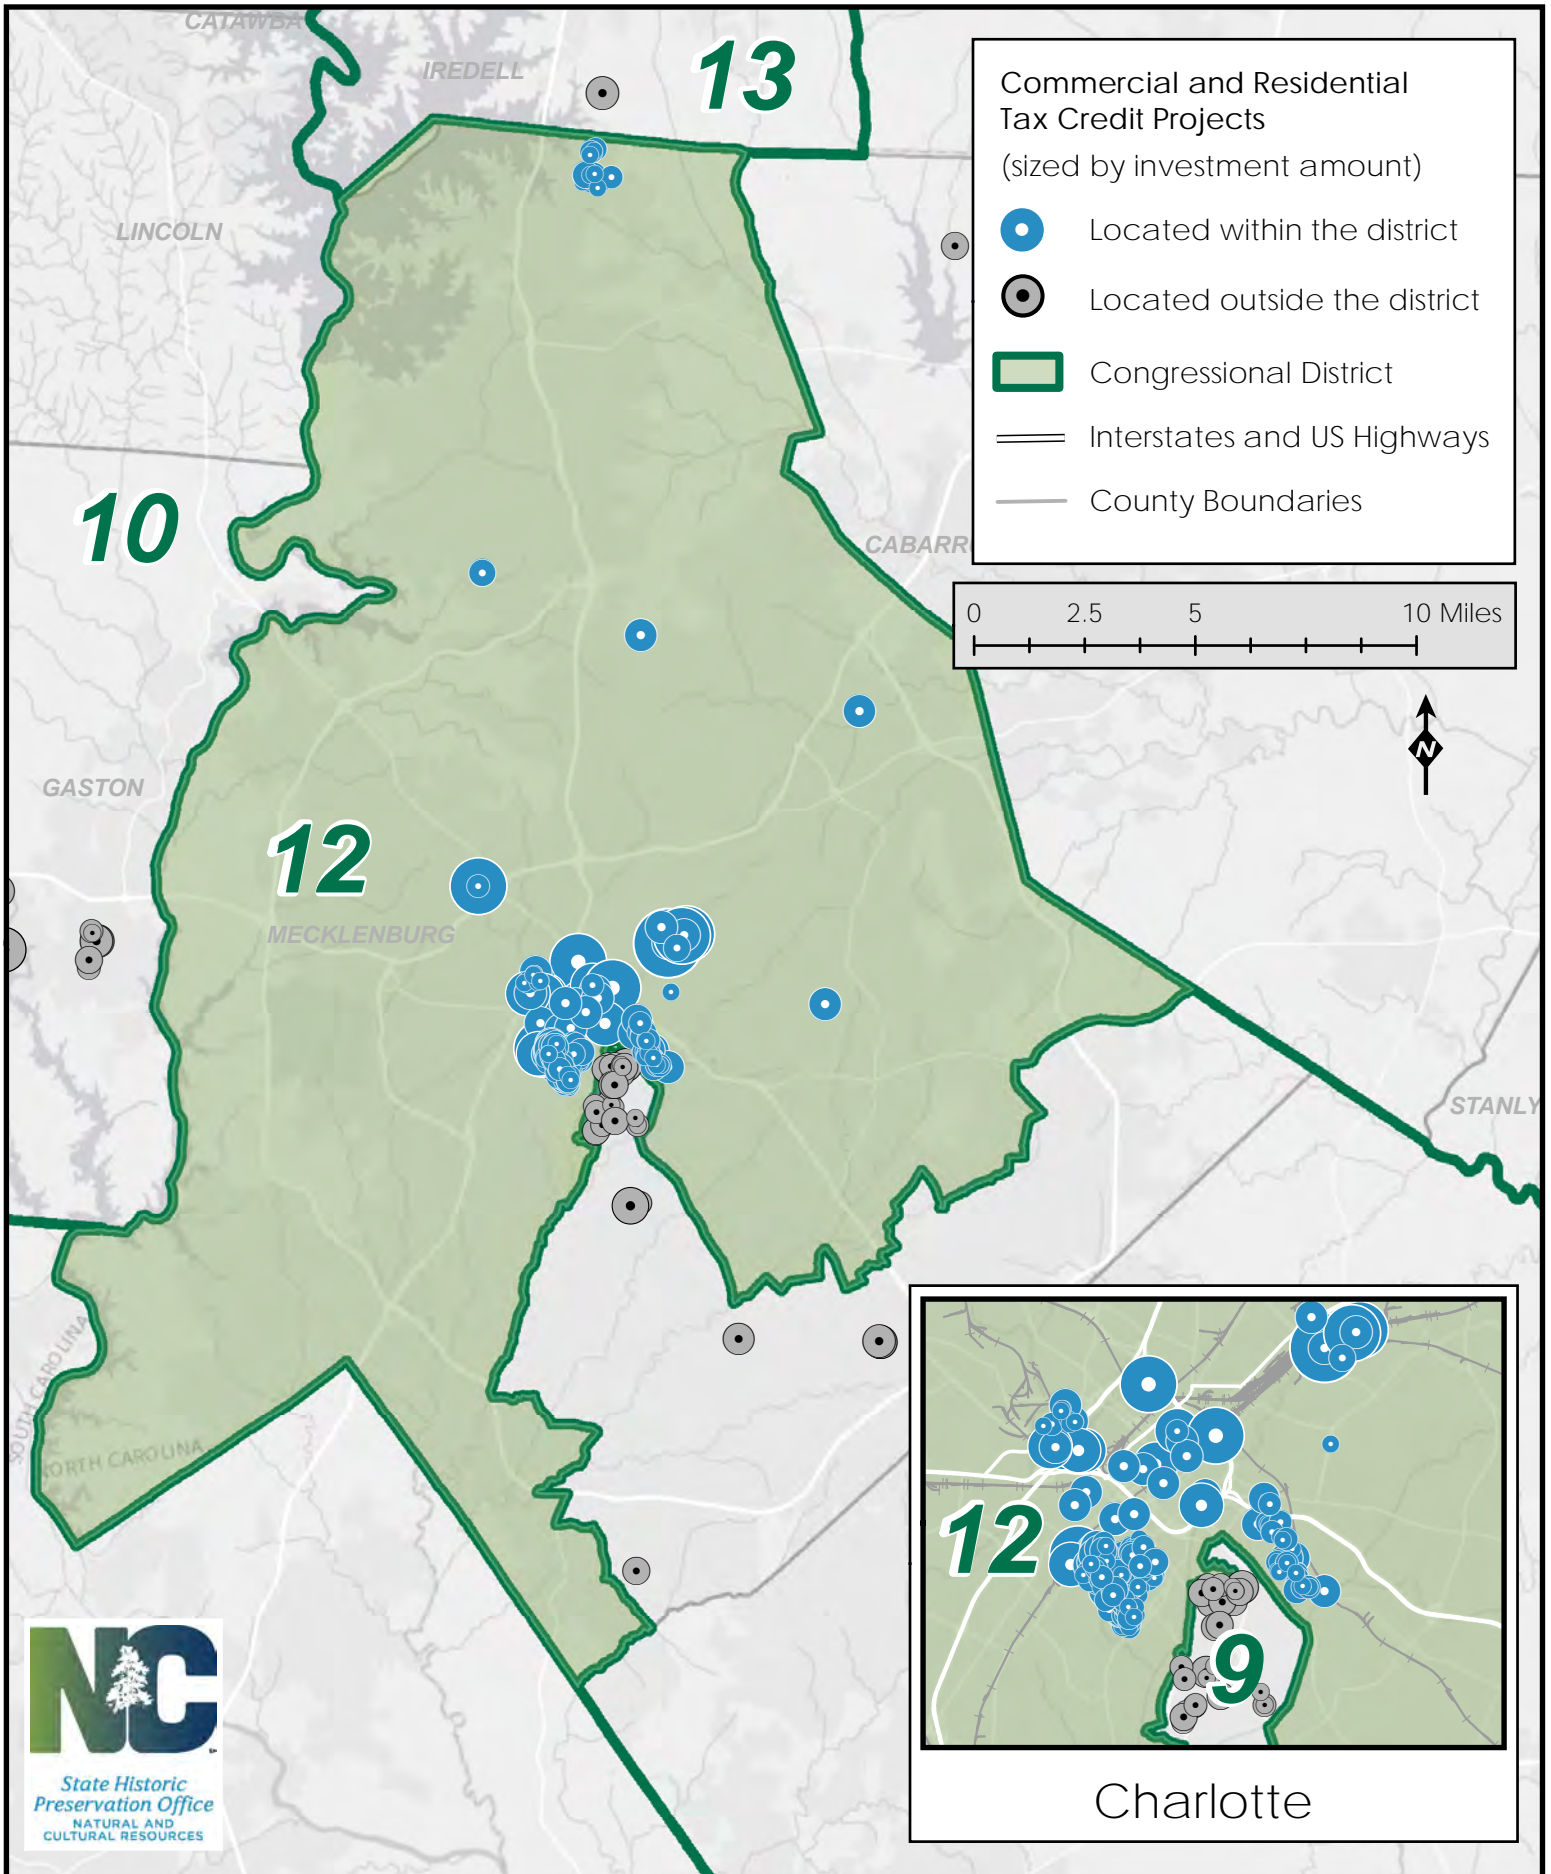 CATAWBA
IREDELL
13
Commercial and Residential
Tax Credit Projects
(sized by investment amount)
Located within the district
Located outside the district
Congressional District
Interstates and US Highways
County Boundaries
LINCOLN
10
CABARRU
0 2.5 5 10 Miles
N
GASTON
12
MECKLENBURG
STANLY
SOUTH CAROLINA
NORTH CAROLINA
12
9
Charlotte
NC
State Historic
Preservation Office
NATURAL AND
CULTURAL RESOURCES